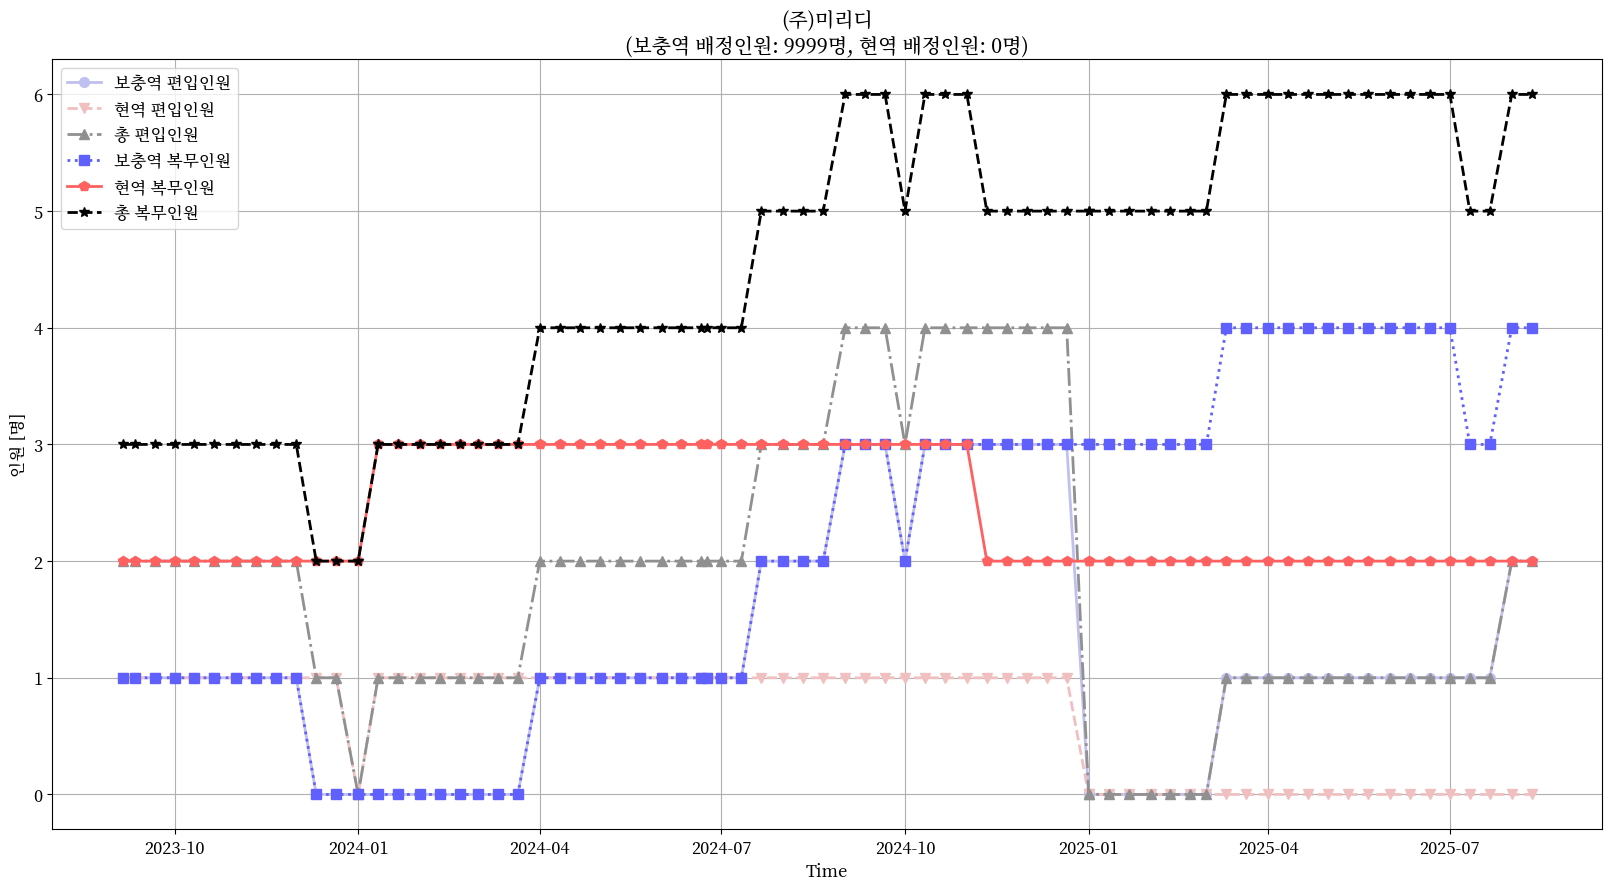 (주)미리디
(보충역 배정인원: 9999명, 현역 배정인원: 0명)
보충역 편입인원
현역 편입인원
총 편입인원
보충역 복무인원
현역 복무인원
총 복무인원
인원 [명]
6
5
4
3
2
1
0
2023-10
2024-01
2024-04
2024-07
2024-10
2025-01
2025-04
2025-07
Time